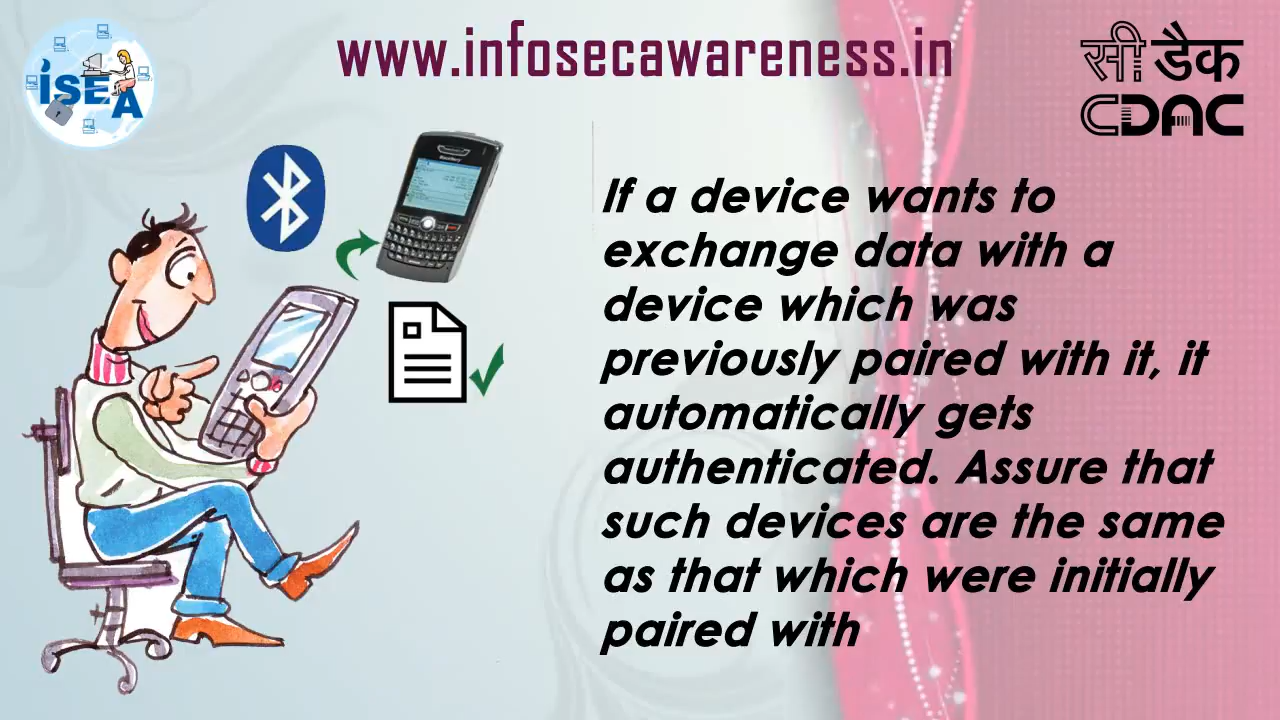 www.infosecawareness.in
ISEA
सी डैक
CDAC
If a device wants to
exchange data with a
device which was
previously paired with it, it
automatically gets
authenticated. Assure that
such devices are the same
as that which were initially
paired with